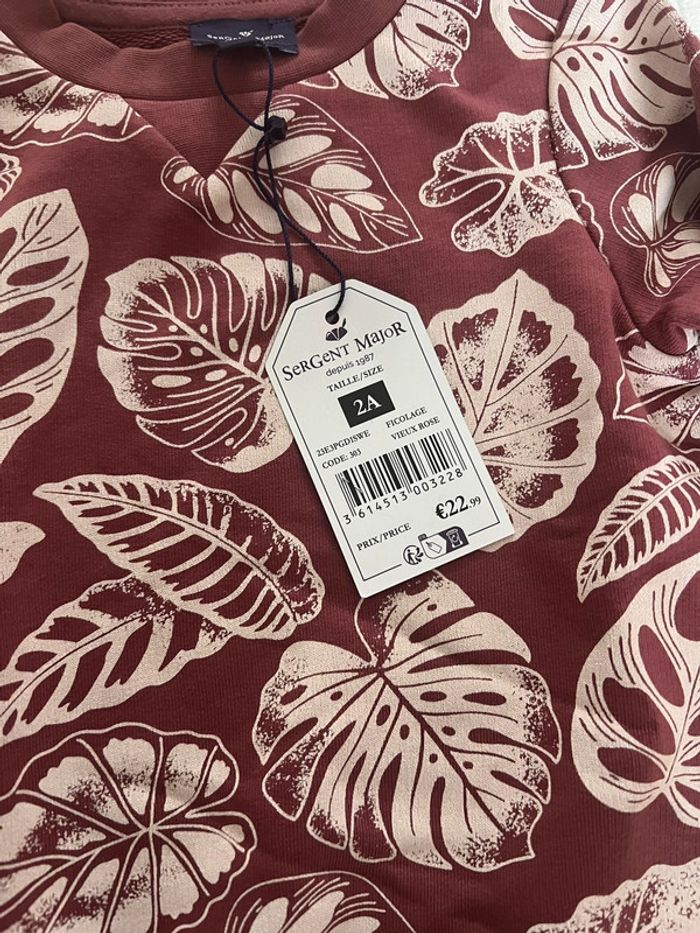 SeRGeNT MaJoR
SeRGeNT MaJoR
depuis 1987
TAILLE/SIZE
2A
23E3PGD1SWE FICOLAGE
CODE: 303 VIEUX ROSE
3 614513 003228
PRIX/PRICE €22.99